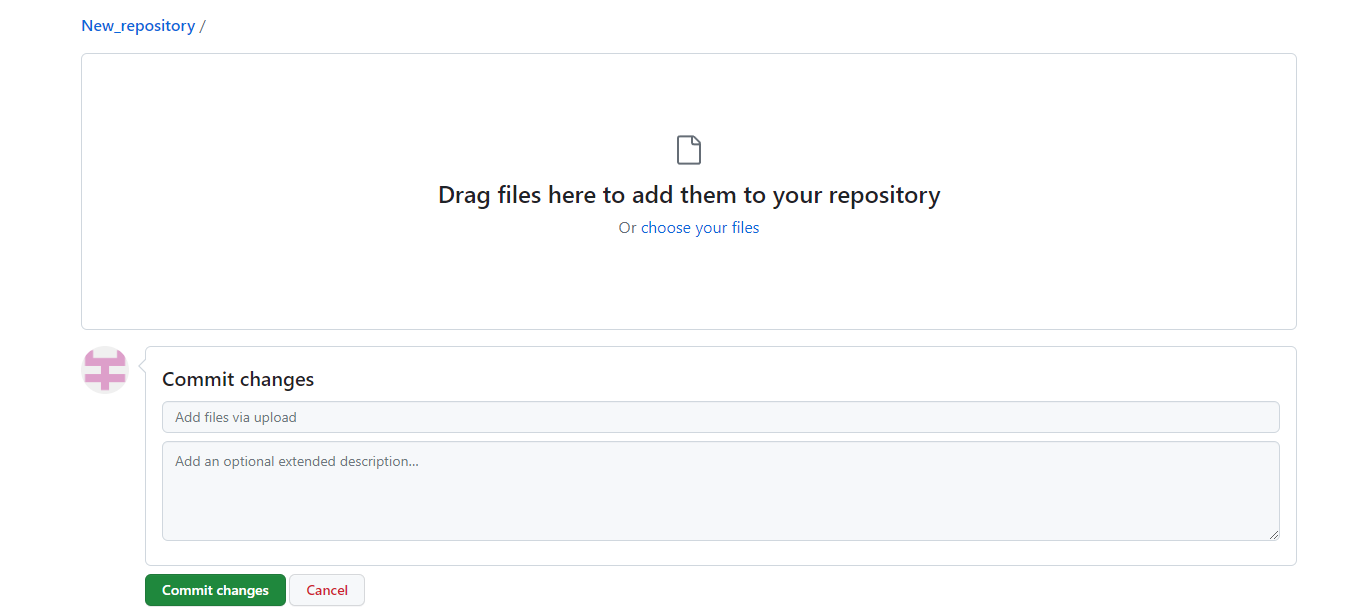 New_repository /
Drag files here to add them to your repository
Or choose your files
Commit changes
Add files via upload
Add an optional extended description...
Commit changes
Cancel